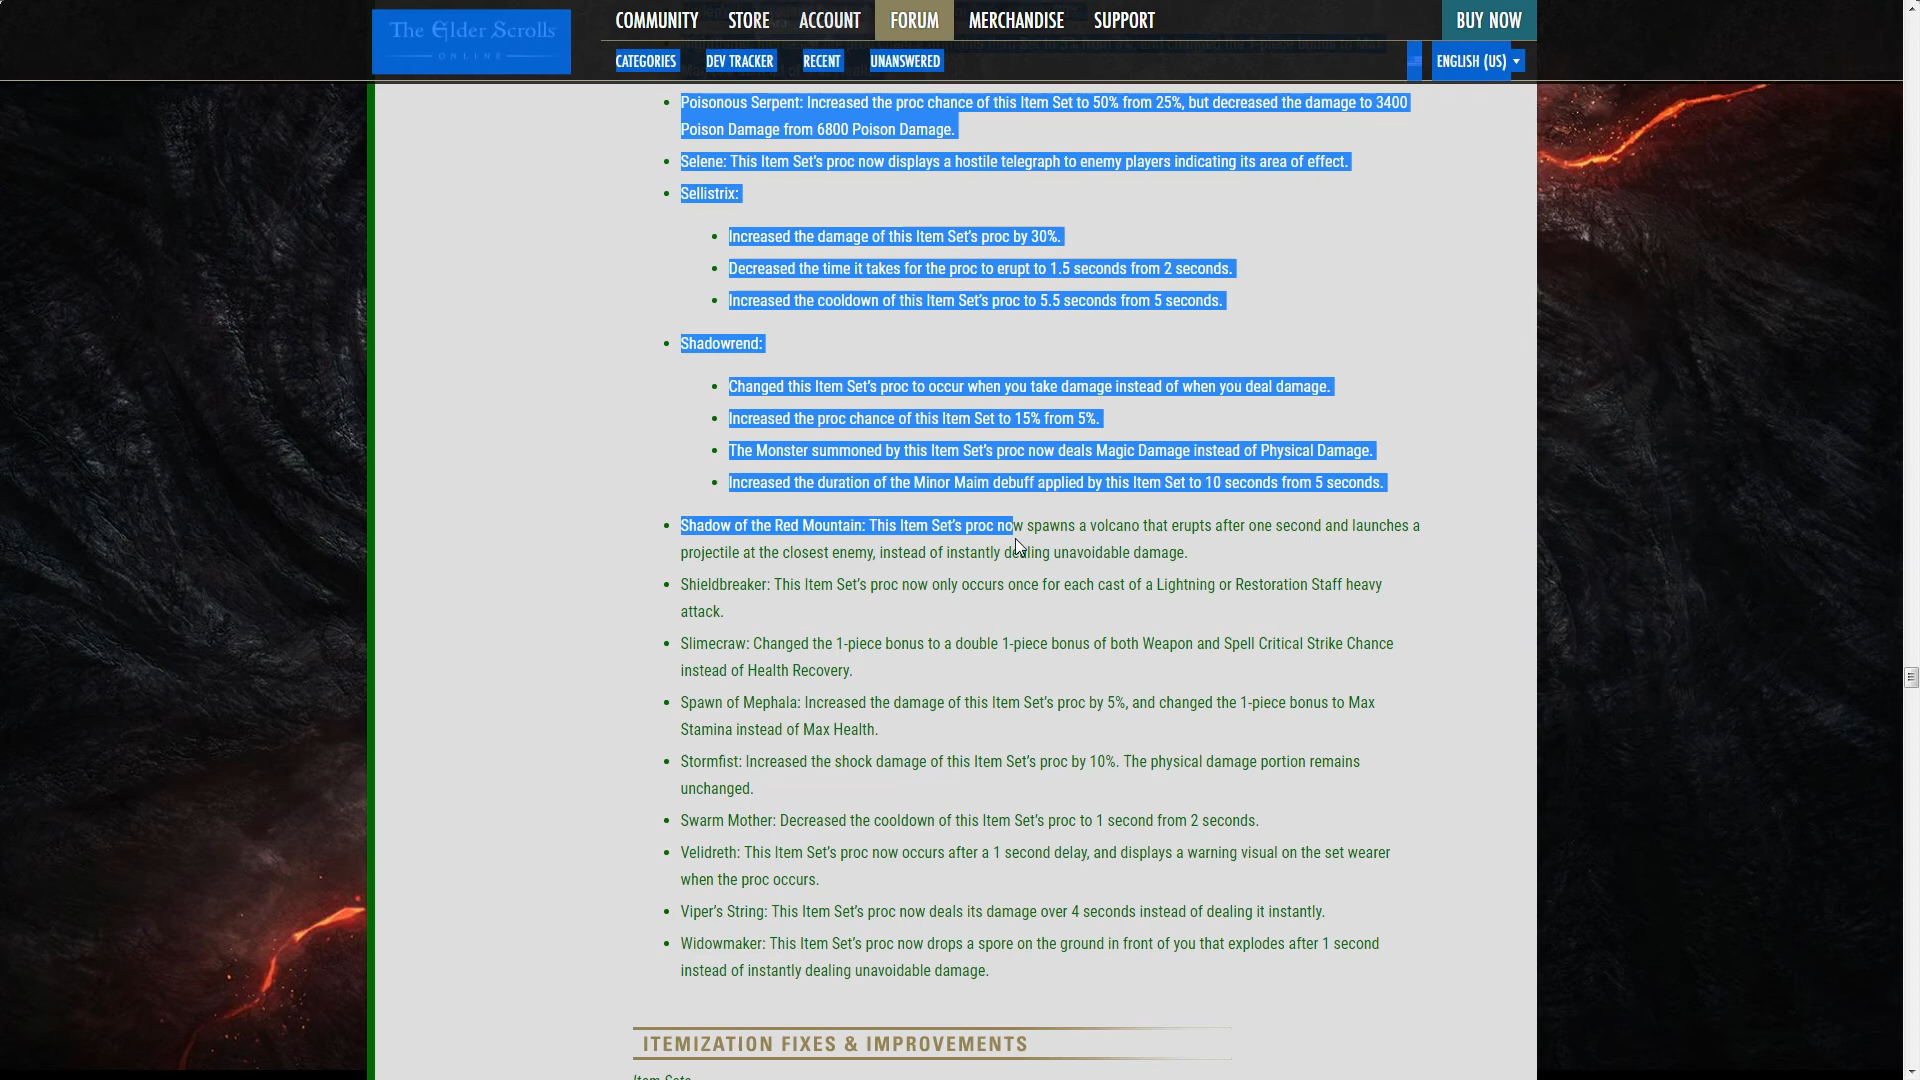 The Elder Scrolls
ONLINE
COMMUNITY STORE ACCOUNT FORUM MERCHANDISE SUPPORT BUY NOW
CATEGORIES DEV TRACKER RECENT UNANSWERED ENGLISH (US)
Poisonous Serpent: Increased the proc chance of this Item Set to 50% from 25%, but decreased the damage to 3400
Poison Damage from 6800 Poison Damage.
Selene: This Item Set’s proc now displays a hostile telegraph to enemy players indicating its area of effect.
Sellistrix:
Increased the damage of this Item Set’s proc by 30%.
Decreased the time it takes for the proc to erupt to 1.5 seconds from 2 seconds.
Increased the cooldown of this Item Set’s proc to 5.5 seconds from 5 seconds.
Shadowrend:
Changed this Item Set’s proc to occur when you take damage instead of when you deal damage.
Increased the proc chance of this Item Set to 15% from 5%.
The Monster summoned by this Item Set’s proc now deals Magic Damage instead of Physical Damage.
Increased the duration of the Minor Maim debuff applied by this Item Set to 10 seconds from 5 seconds.
Shadow of the Red Mountain: This Item Set’s proc now spawns a volcano that erupts after one second and launches a
projectile at the closest enemy, instead of instantly dealing unavoidable damage.
Shieldbreaker: This Item Set’s proc now only occurs once for each cast of a Lightning or Restoration Staff heavy
attack.
Slimecraw: Changed the 1-piece bonus to a double 1-piece bonus of both Weapon and Spell Critical Strike Chance
instead of Health Recovery.
Spawn of Mephala: Increased the damage of this Item Set’s proc by 5%, and changed the 1-piece bonus to Max
Stamina instead of Max Health.
Stormfist: Increased the shock damage of this Item Set’s proc by 10%. The physical damage portion remains
unchanged.
Swarm Mother: Decreased the cooldown of this Item Set’s proc to 1 second from 2 seconds.
Velidreth: This Item Set’s proc now occurs after a 1 second delay, and displays a warning visual on the set wearer
when the proc occurs.
Viper’s String: This Item Set’s proc now deals its damage over 4 seconds instead of dealing it instantly.
Widowmaker: This Item Set’s proc now drops a spore on the ground in front of you that explodes after 1 second
instead of instantly dealing unavoidable damage.
ITEMIZATION FIXES & IMPROVEMENTS
Item Sets